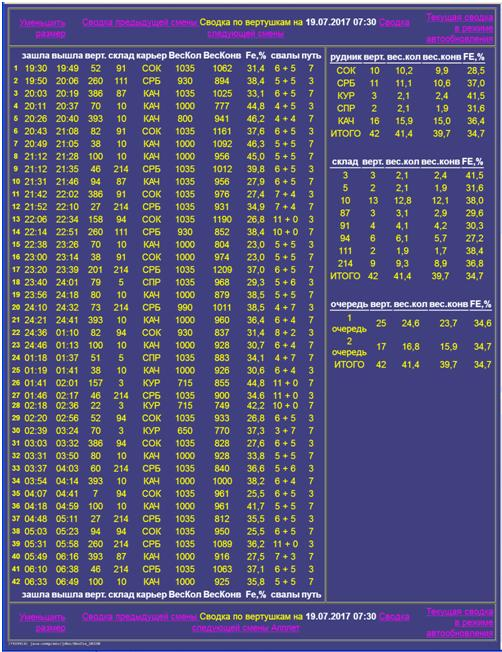 Уменьшить размер
Сводка предыдущей смены Сводка по вертушкам на 19.07.2017 07:30 Сводка следующей смены
Текущая сводка в режиме автообновления
зашла вышла верт. склад карьер ВесКол ВесКонв Fe,% свалы путь
1 19:30 19:49 52 91 СОК 1035 1062 31,4 6 + 5 7
2 19:50 20:06 260 111 СРБ 930 894 38,4 5 + 5 3
3 20:03 20:19 386 87 КАЧ 1000 1025 33,1 6 + 5 7
4 20:11 20:37 70 10 КАЧ 1000 777 44,8 5 + 4 3
5 20:26 20:40 393 10 КАЧ 800 941 46,2 4 + 4 7
6 20:43 21:08 82 91 СОК 1035 1161 37,6 6 + 5 3
7 20:49 21:05 38 10 КАЧ 1000 1092 46,3 5 + 5 7
8 21:12 21:28 100 10 КАЧ 1000 956 45,0 5 + 5 7
9 21:12 21:35 46 214 СРБ 1035 1012 39,8 6 + 5 3
10 21:31 21:46 94 87 КАЧ 1035 956 27,9 6 + 5 7
11 21:42 22:02 386 91 СОК 1035 976 27,4 7 + 4 3
12 21:52 22:10 27 214 СРБ 1035 931 34,9 7 + 4 7
13 22:06 22:34 158 94 СОК 1035 1190 26,8 11 + 0 3
14 22:14 22:51 260 111 СРБ 930 852 38,4 10 + 0 7
15 22:38 23:26 70 10 КАЧ 1000 804 23,0 5 + 5 3
16 23:00 23:14 38 91 СОК 1000 974 23,0 5 + 5 7
17 23:20 23:39 201 214 СРБ 1035 1209 37,0 6 + 5 7
18 23:40 24:01 79 5 СПР 1035 968 29,3 5 + 6 3
19 23:56 24:18 80 10 КАЧ 1000 879 38,5 5 + 5 7
20 24:10 24:32 73 214 СРБ 990 1011 38,5 4 + 7 3
21 24:21 24:41 393 10 КАЧ 1000 960 36,4 6 + 4 7
22 24:36 01:10 82 94 СОК 930 837 31,4 8 + 2 3
23 24:46 01:13 100 10 КАЧ 1000 928 30,7 6 + 4 7
24 01:18 01:37 51 5 СПР 1035 883 34,1 4 + 7 7
25 01:19 01:41 38 10 КАЧ 1000 926 30,6 6 + 4 3
26 01:41 02:01 157 3 КУР 715 855 44,8 11 + 0 7
27 01:46 02:17 46 214 СРБ 1035 900 34,6 11 + 0 3
28 02:18 02:36 22 3 КУР 715 749 42,2 10 + 0 7
29 02:20 02:56 52 94 СОК 1035 933 26,8 6 + 5 3
30 02:39 03:24 70 3 КУР 650 770 37,3 3 + 7 7
31 03:03 03:32 386 94 СОК 1035 828 27,6 6 + 5 3
32 03:31 03:50 80 10 КАЧ 1000 928 33,8 5 + 5 7
33 03:37 04:03 60 214 СРБ 1035 840 36,6 5 + 6 3
34 03:54 04:14 393 10 КАЧ 1000 1000 38,2 6 + 4 7
35 04:07 04:41 7 94 СОК 1035 961 25,5 6 + 5 3
36 04:18 04:59 100 10 КАЧ 1000 961 41,7 5 + 5 7
37 04:48 05:11 27 214 СРБ 1035 812 35,5 6 + 5 3
38 05:03 05:23 94 94 СОК 1035 950 25,5 6 + 5 7
39 05:31 05:58 260 214 СРБ 1035 1089 36,2 11 + 0 3
40 05:49 06:16 393 87 КАЧ 1000 916 27,5 7 + 3 7
41 06:10 06:38 46 214 СРБ 1035 1063 37,1 6 + 5 3
42 06:33 06:49 100 10 КАЧ 1000 925 35,8 5 + 5 7
зашла вышла верт. склад карьер ВесКол ВесКонв Fe,% свалы путь
рудник верт. вес.кол вес.конв FE,%
СОК 10 10,2 9,9 28,5
СРБ 11 11,1 10,6 37,0
КУР 3 2,1 2,4 41,5
СПР 2 2,1 1,9 31,6
КАЧ 16 15,9 15,0 36,4
ИТОГО 42 41,4 39,7 34,7
склад верт. вес.кол вес.конв FE,%
3 3 2,1 2,4 41,5
5 2 2,1 1,9 31,6
10 13 12,8 12,1 38,0
87 3 3,1 2,9 29,6
91 4 4,1 4,2 30,3
94 6 6,1 5,7 27,2
111 2 1,9 1,7 38,4
214 9 9,3 8,9 36,8
ИТОГО 42 41,4 39,7 34,7
очередь верт. вес.кол вес.конв FE,%
1 очередь 25 24,6 23,7 34,6
2 очередь 17 16,8 15,9 34,7
ИТОГО 42 41,4 39,7 34,7
Уменьшить размер
Сводка предыдущей смены Сводка по вертушкам на 19.07.2017 07:30 Сводка следующей смены Апплет
Текущая сводка в режиме автообновления